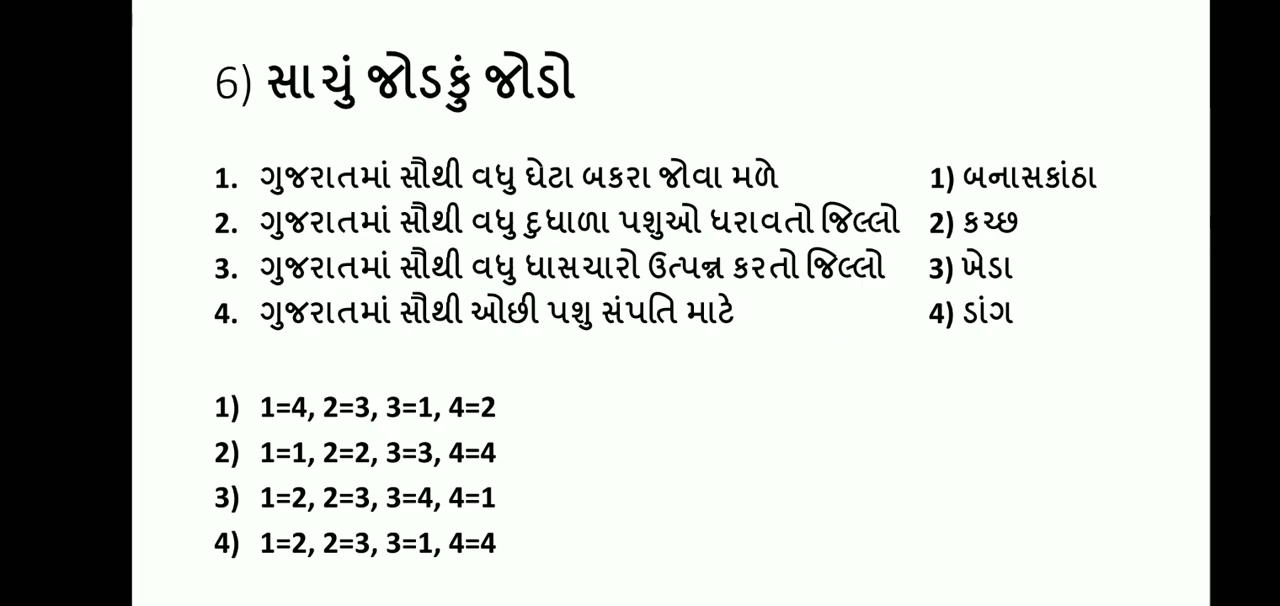 6) સાચું જોડકું જોડો
1. ગુજરાતમાં સૌથી વધુ ઘેટા બકરા જોવા મળે 1) બનાસકાંઠા
2. ગુજરાતમાં સૌથી વધુ દુધાળા પશુઓ ધરાવતો જિલ્લો 2) કચ્છ
3. ગુજરાતમાં સૌથી વધુ ધાસચારો ઉત્પન્ન કરતો જિલ્લો 3) ખેડા
4. ગુજરાતમાં સૌથી ઓછી પશુ સંપતિ માટે 4) ડાંગ
1) 1=4, 2=3, 3=1, 4=2
2) 1=1, 2=2, 3=3, 4=4
3) 1=2, 2=3, 3=4, 4=1
4) 1=2, 2=3, 3=1, 4=4